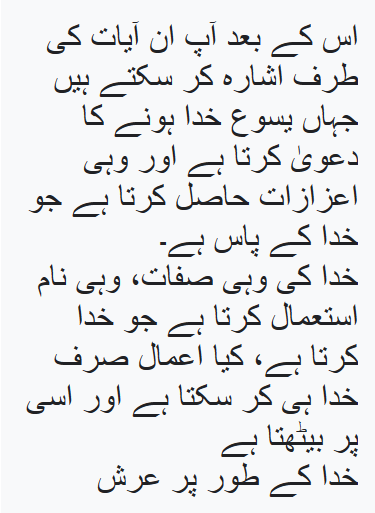 اس کے بعد آپ ان آیات کی
طرف اشارہ کر سکتے ہیں
جہاں یسوع خدا ہونے کا
دعویٰ کرتا ہے اور وہی
اعزازات حاصل کرتا ہے جو
خدا کے پاس ہے۔
خدا کی وہی صفات، وہی نام
استعمال کرتا ہے جو خدا
کرتا ہے، کیا اعمال صرف
خدا ہی کر سکتا ہے اور اسی
پر بیٹھتا ہے
خدا کے طور پر عرش